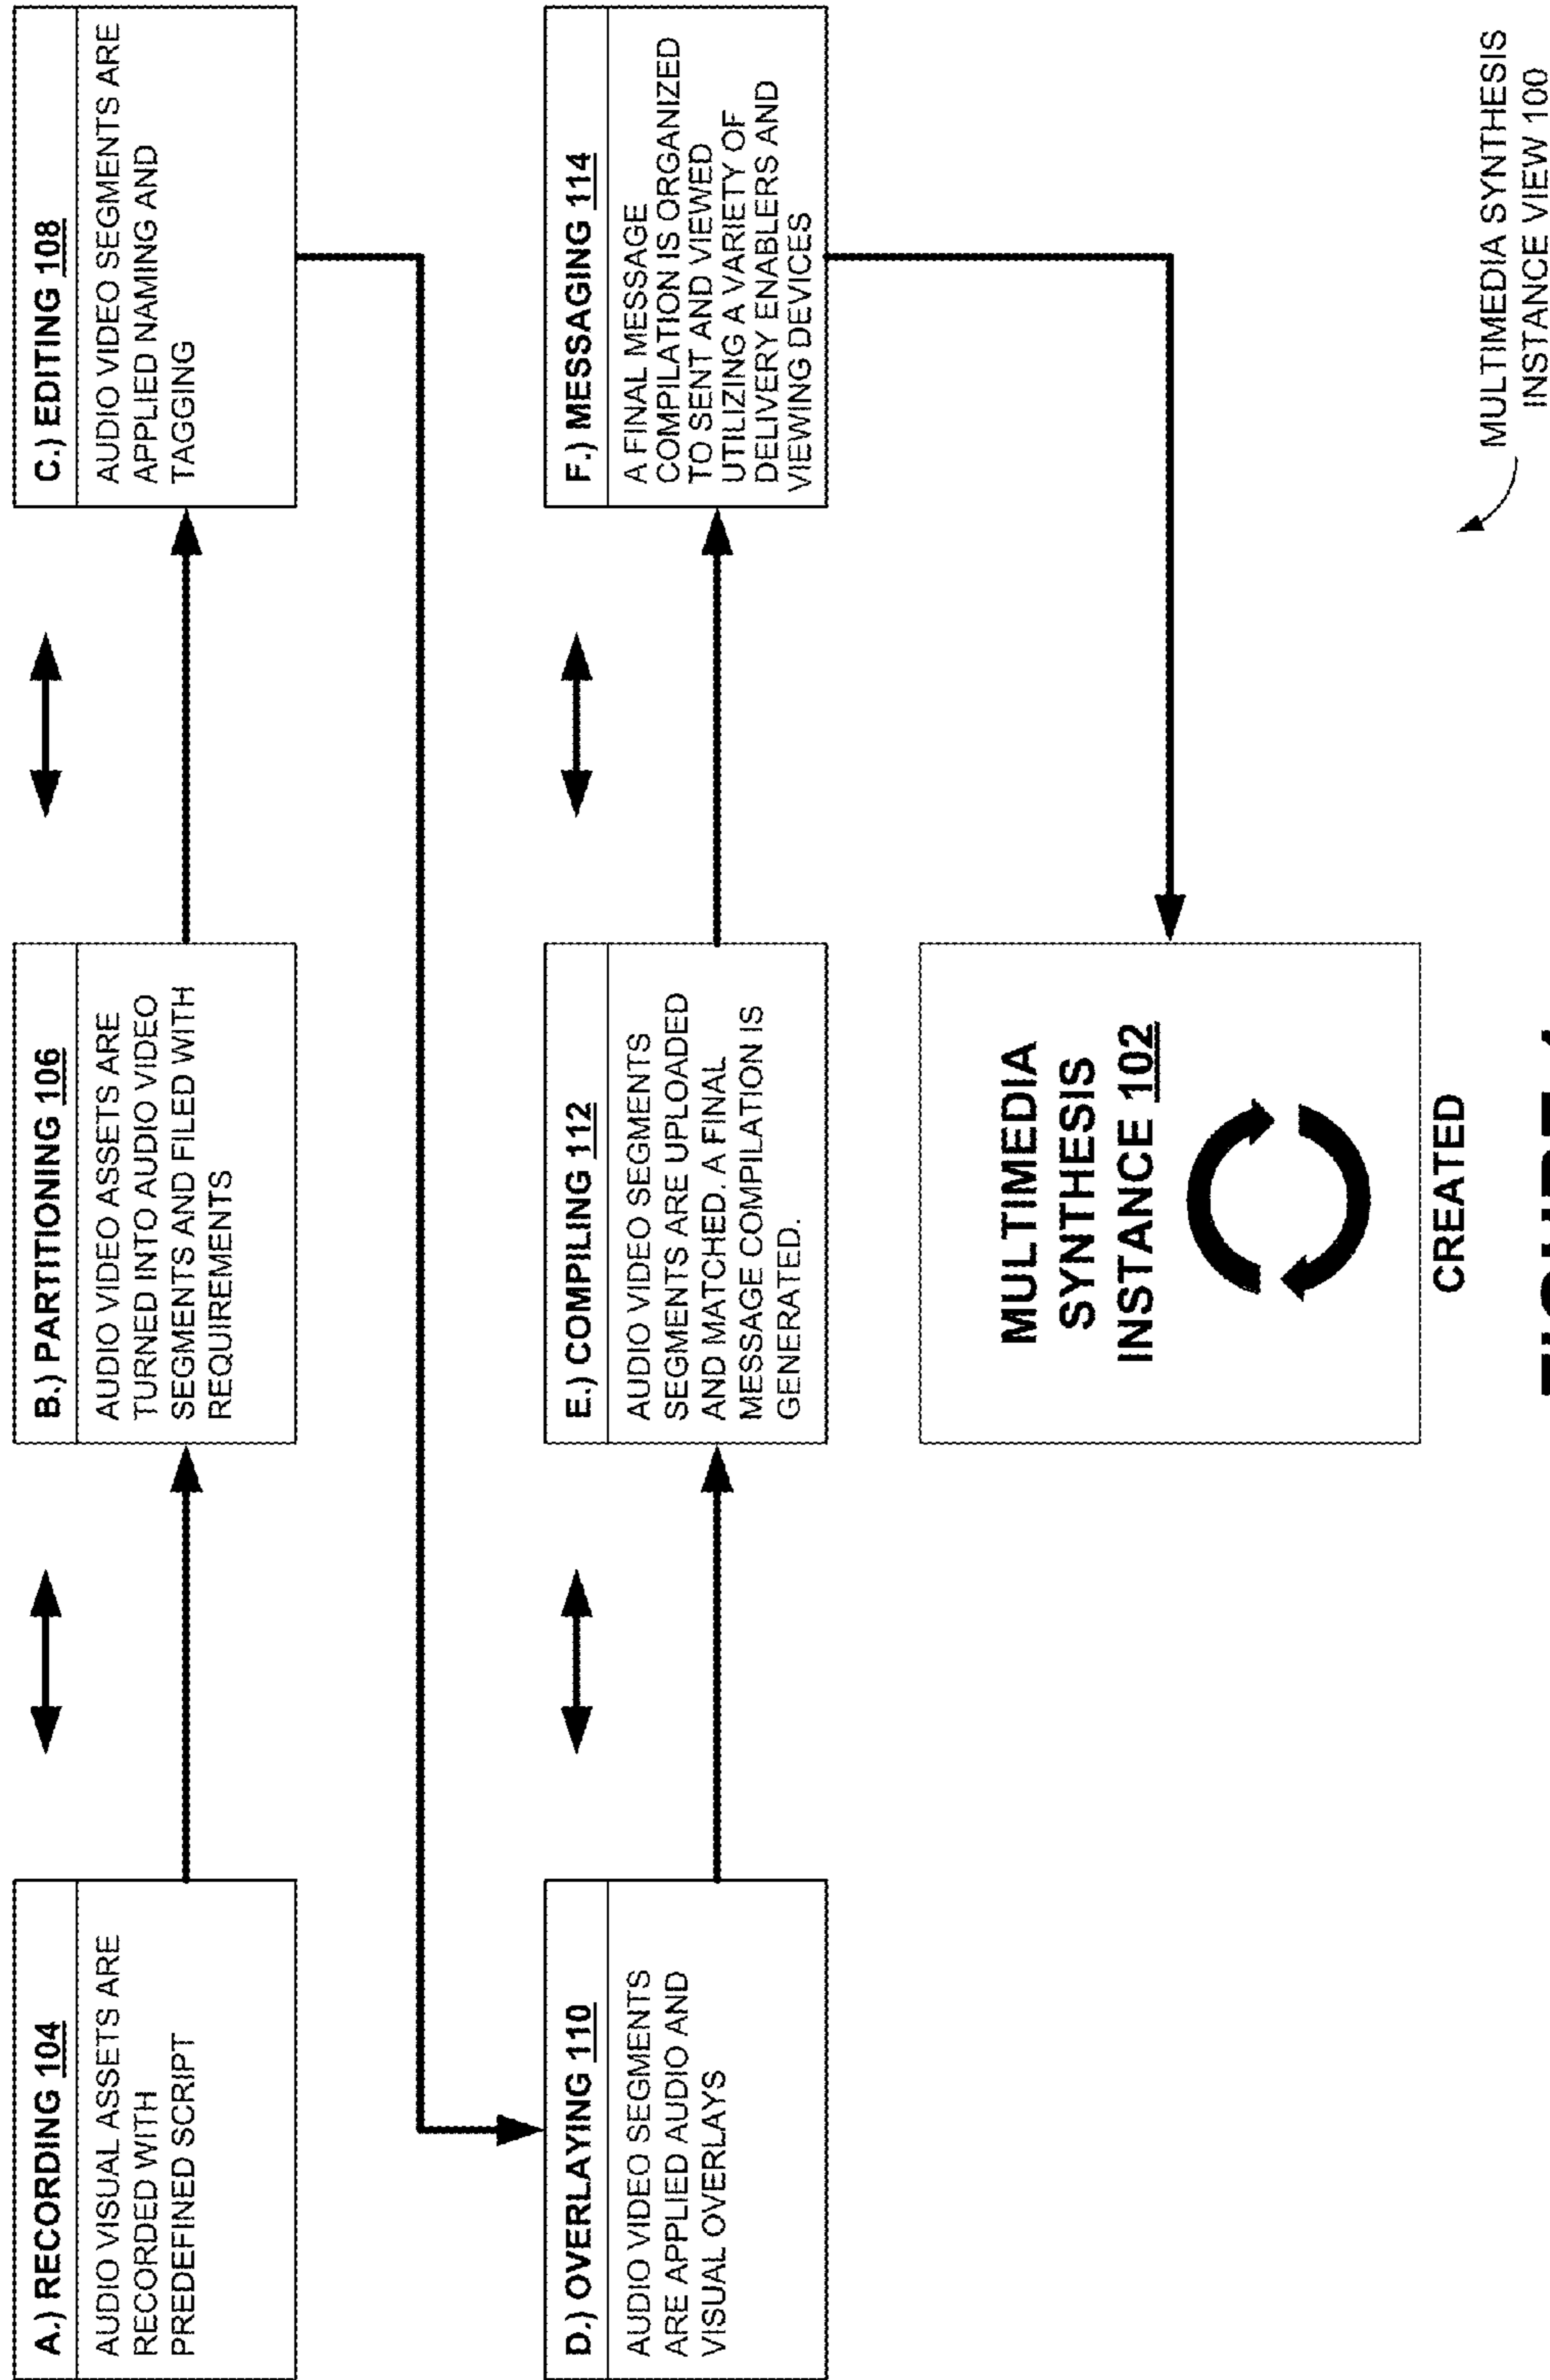 A.) RECORDING 104
AUDIO VISUAL ASSETS ARE
RECORDED WITH
PREDEFINED SCRIPT
B.) PARTITIONING 106
AUDIO VIDEO ASSETS ARE
TURNED INTO AUDIO VIDEO
SEGMENTS AND FILED WITH
REQUIREMENTS
C.) EDITING 108
AUDIO VIDEO SEGMENTS ARE
APPLIED NAMING AND
TAGGING
D.) OVERLAYING 110
AUDIO VIDEO SEGMENTS
ARE APPLIED AUDIO AND
VISUAL OVERLAYS
E.) COMPILING 112
AUDIO VIDEO SEGMENTS
SEGMENTS ARE UPLOADED
AND MATCHED. A FINAL
MESSAGE COMPILATION IS
GENERATED.
F.) MESSAGING 114
A FINAL MESSAGE
COMPILATION IS ORGANIZED
TO SENT AND VIEWED
UTILIZING A VARIETY OF
DELIVERY ENABLERS AND
VIEWING DEVICES
MULTIMEDIA
SYNTHESIS
INSTANCE 102
CREATED
MULTIMEDIA SYNTHESIS
INSTANCE VIEW 100